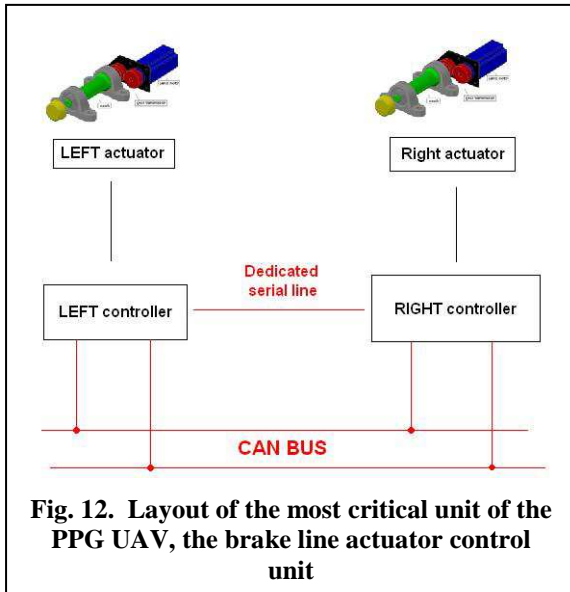 LEFT actuator
Right actuator
Dedicated
serial line
LEFT controller
RIGHT controller
CAN BUS
Fig. 12. Layout of the most critical unit of the
PPG UAV, the brake line actuator control
unit